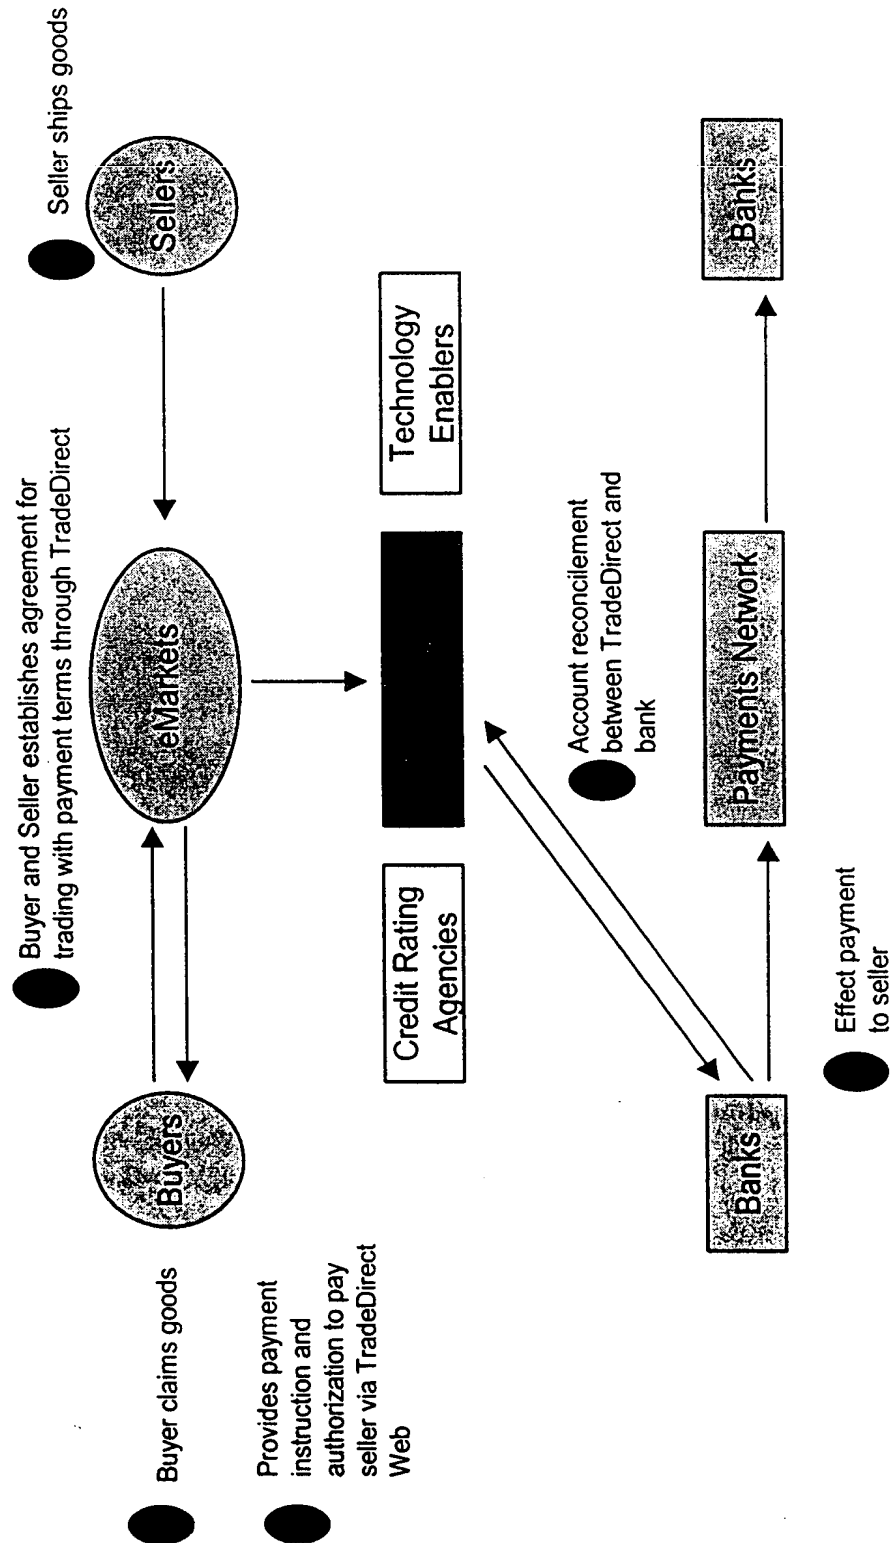 Buyer and Seller establishes agreement for
trading with payment terms through TradeDirect
Seller ships goods
Buyer claims goods
Provides payment
instruction and
authorization to pay
seller via TradeDirect
Web
Buyers
eMarkets
Sellers
Credit Rating
Agencies
Technology
Enablers
Account reconcilement
between TradeDirect and
bank
Banks
Payments Network
Banks
Effect payment
to seller